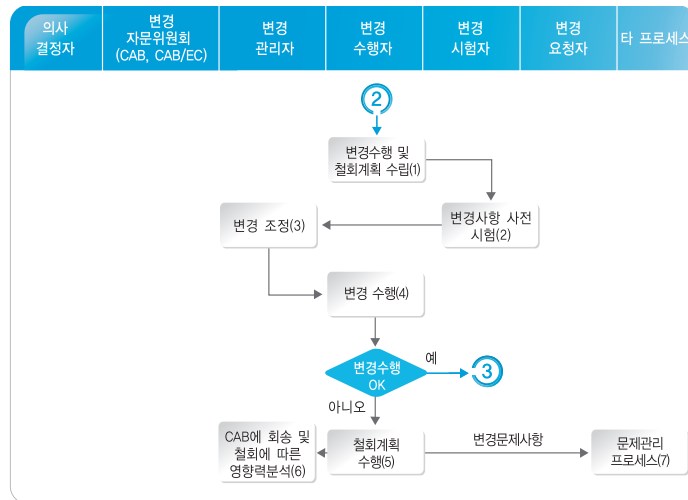 의사
결정자
변경
자문위원회
(CAB, CAB/EC)
변경
관리자
변경
수행자
변경
시험자
변경
요청자
타 프로세스
2
변경수행 및
철회계획 수립(1)
변경 조정(3)
변경사항 사전
시험(2)
변경 수행(4)
변경수행
OK
예
3
아니오
CAB에 회송 및
철회에 따른
영향력분석(6)
철회계획
수행(5)
변경문제사항
문제관리
프로세스(7)